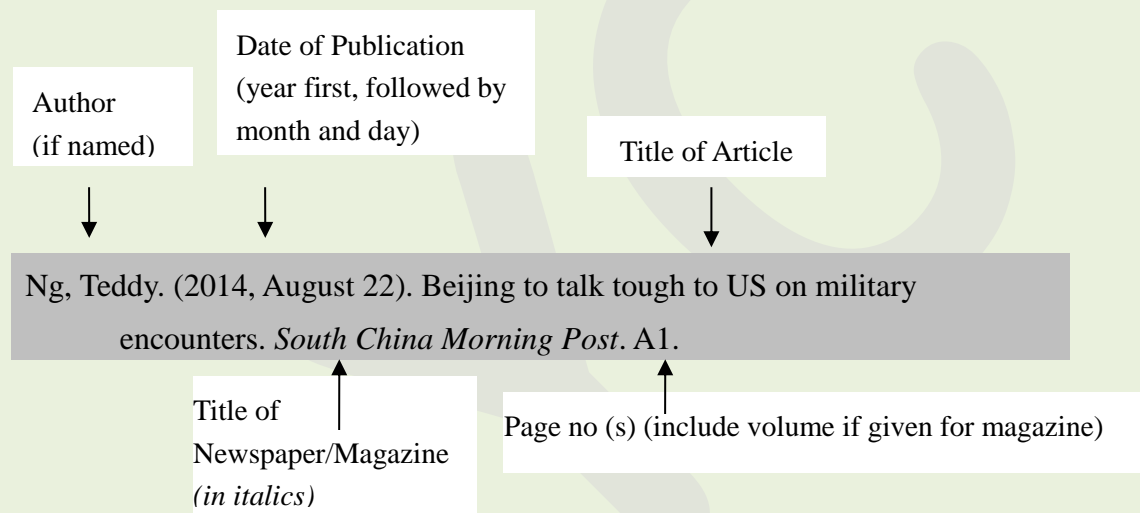 Date of Publication
(year first, followed by
month and day)
Author
(if named)
Title of Article
Ng, Teddy. (2014, August 22). Beijing to talk tough to US on military
encounters. South China Morning Post. A1.
Title of
Newspaper/Magazine
(in italics)
Page no (s) (include volume if given for magazine)